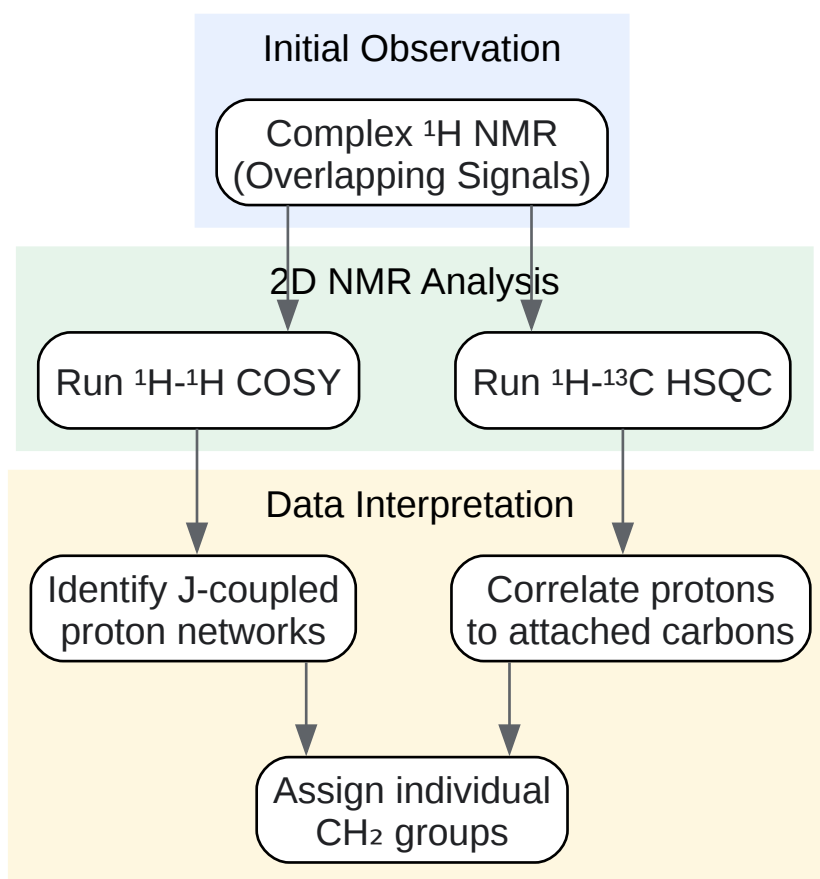 Initial Observation
Complex ¹H NMR
(Overlapping Signals)
2D NMR Analysis
Run ¹H-¹H COSY
Run ¹H-¹³C HSQC
Data Interpretation
Identify J-coupled
proton networks
Correlate protons
to attached carbons
Assign individual
CH₂ groups